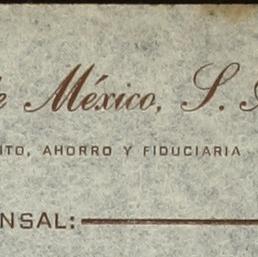 e México, S. A
ITO, AHORRO Y FIDUCIARIA
NSAL: